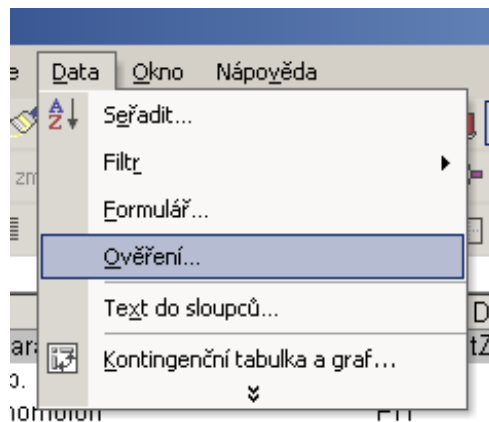 Data Okno Nápověda
Seřadit...
Filtr
Formulář...
Ověření...
Text do sloupců...
Kontingenční tabulka a graf...